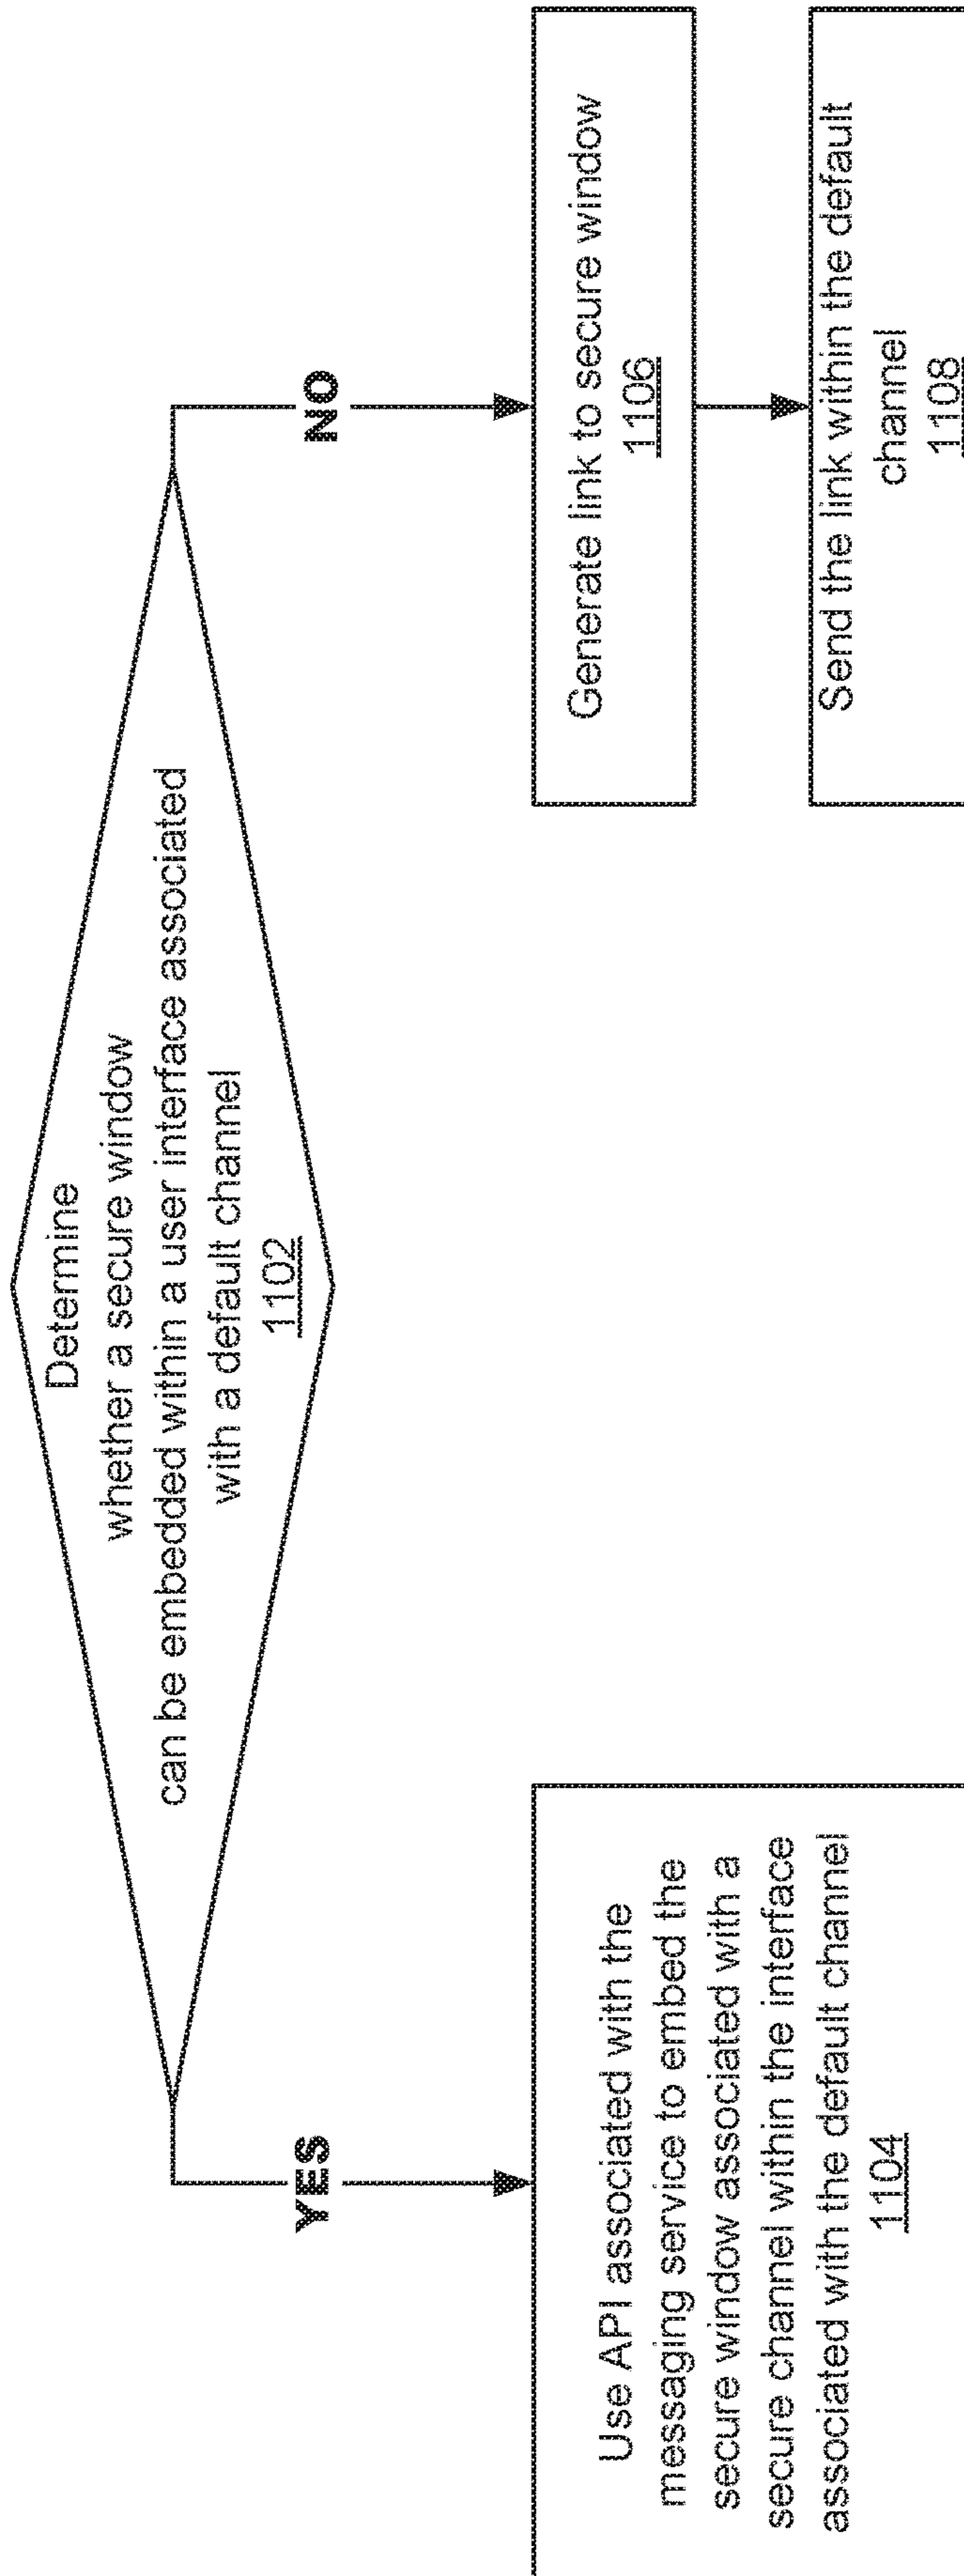 Determine
whether a secure window
can be embedded within a user interface associated
with a default channel
1102
YES
NO
Use API associated with the
messaging service to embed the
secure window associated with a
secure channel within the interface
associated with the default channel
1104
Generate link to secure window
1106
Send the link within the default
channel
1108